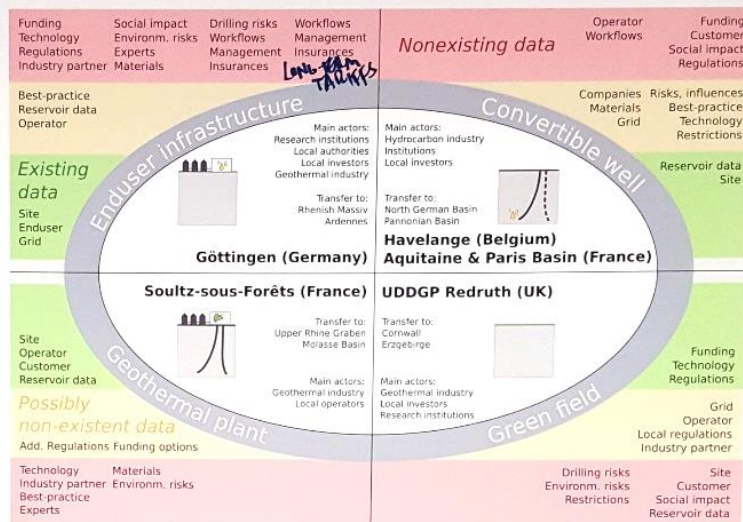 Funding
Technology
Regulations
Industry partner
Social impact
Environm. risks
Experts
Materials
Drilling risks
Workflows
Management
Insurances
Workflows
Management
Insurances
LONG-TERM
TARIFFS
Nonexisting data
Operator
Workflows
Funding
Customer
Social impact
Regulations
Best-practice
Reservoir data
Operator
Companies
Materials
Grid
Risks, influences
Best-practice
Technology
Restrictions
Existing
data
Site
Enduser
Grid
Reservoir data
Site
Enduser infrastructure
Main actors:
Research institutions
Local authorities
Local investors
Geothermal industry
Transfer to:
Rhenish Massiv
Ardennes
Göttingen (Germany)
Convertible well
Main actors:
Hydrocarbon industry
Institutions
Local investors
Transfer to:
North German Basin
Pannonian Basin
Havelange (Belgium)
Aquitaine & Paris Basin (France)
Soultz-sous-Forêts (France)
Transfer to:
Upper Rhine Graben
Molasse Basin
Main actors:
Geothermal industry
Local operators
Geothermal plant
UDDGP Redruth (UK)
Transfer to:
Cornwall
Erzgebirge
Main actors:
Geothermal industry
Local investors
Research institutions
Green field
Site
Operator
Customer
Reservoir data
Funding
Technology
Regulations
Possibly
non-existent data
Add. Regulations
Funding options
Grid
Operator
Local regulations
Industry partner
Technology
Industry partner
Best-practice
Experts
Materials
Environm. risks
Drilling risks
Environm. risks
Restrictions
Site
Customer
Social impact
Reservoir data